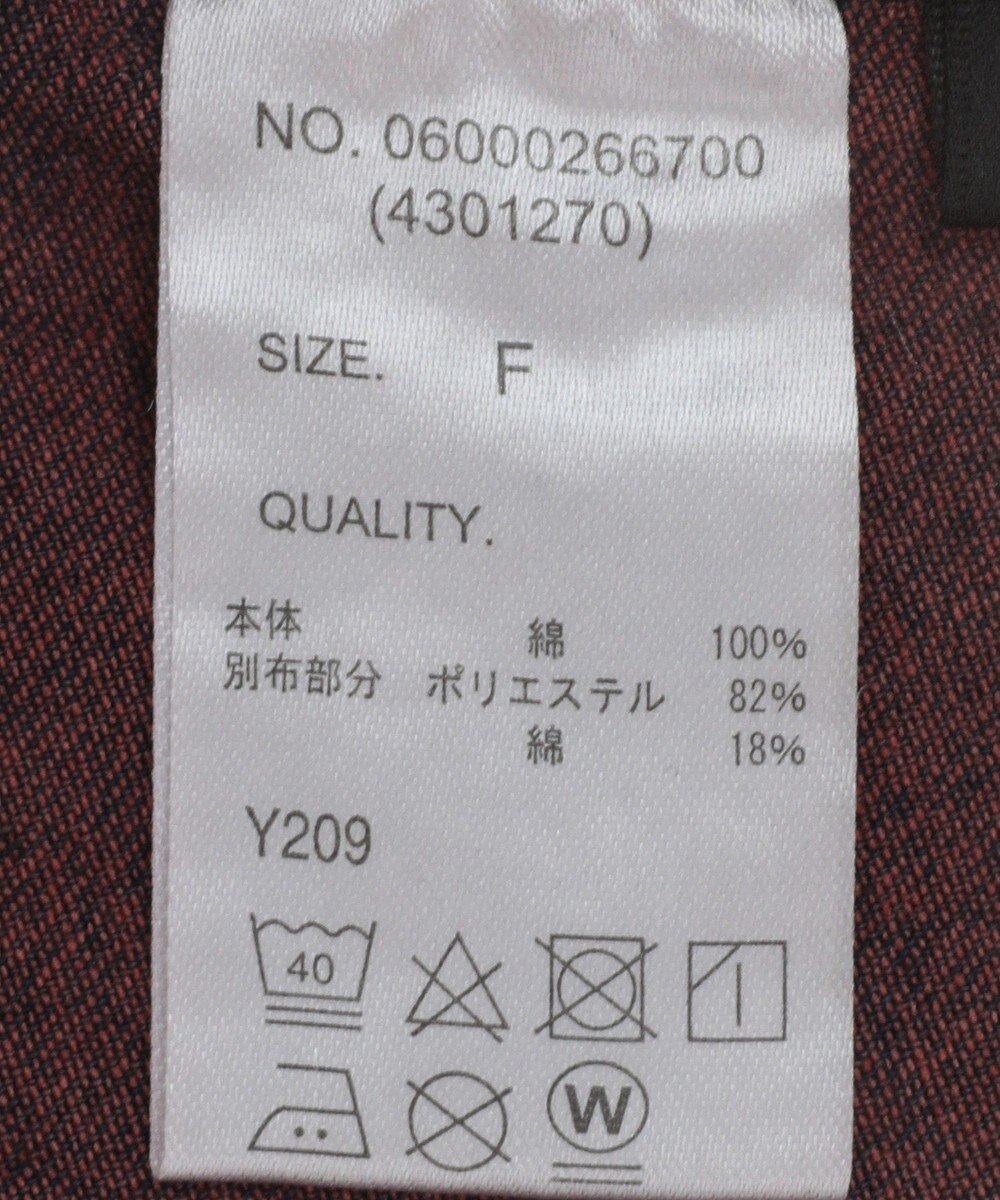 NO. 06000266700
(4301270)
SIZE. F
QUALITY.
本体 綿 100%
別布部分 ポリエステル 82%
綿 18%
Y209
40
W